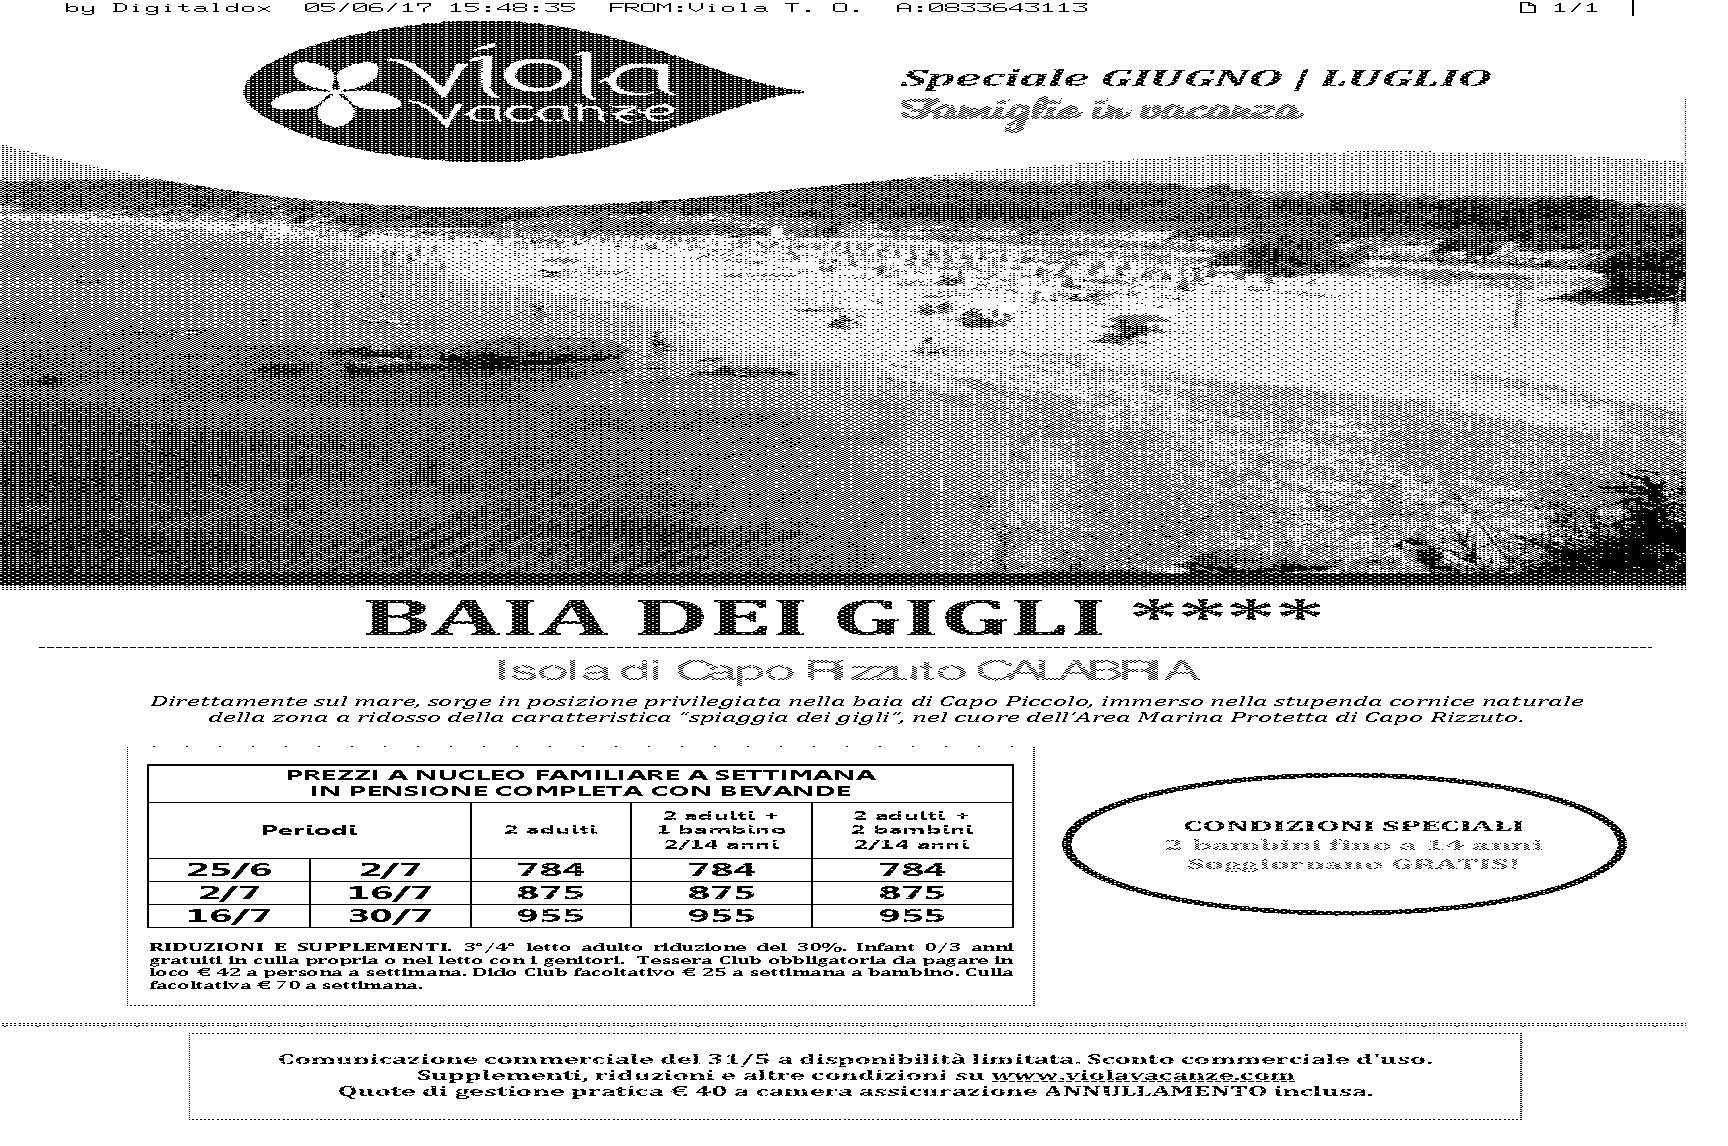 by Digitaldox 05/06/17 15:48:35 FROM:Viola T. O. A:0833643113 1/1
viola
vacanze
Speciale GIUGNO / LUGLIO
Famiglie in vacanza
BAIA DEI GIGLI ****
Isola di Capo Rizzuto CALABRIA
Direttamente sul mare, sorge in posizione privilegiata nella baia di Capo Piccolo, immerso nella stupenda cornice naturale
della zona a ridosso della caratteristica “spiaggia dei gigli”, nel cuore dell'Area Marina Protetta di Capo Rizzuto.
PREZZI A NUCLEO FAMILIARE A SETTIMANA
IN PENSIONE COMPLETA CON BEVANDE
Periodi 2 adulti 2 adulti + 1 bambino 2/14 anni 2 adulti + 2 bambini 2/14 anni
25/6 2/7 784 784 784
2/7 16/7 875 875 875
16/7 30/7 955 955 955
RIDUZIONI E SUPPLEMENTI. 3°/4° letto adulto riduzione del 30%. Infant 0/3 anni
gratuiti in culla propria o nel letto con i genitori. Tessera Club obbligatoria da pagare in
loco € 42 a persona a settimana. Dido Club facoltativo € 25 a settimana a bambino. Culla
facoltativa € 70 a settimana.
CONDIZIONI SPECIALI
2 bambini fino a 14 anni
Soggiornano GRATIS!
Comunicazione commerciale del 31/5 a disponibilità limitata. Sconto commerciale d'uso.
Supplementi, riduzioni e altre condizioni su www.violavacanze.com
Quote di gestione pratica € 40 a camera assicurazione ANNULLAMENTO inclusa.